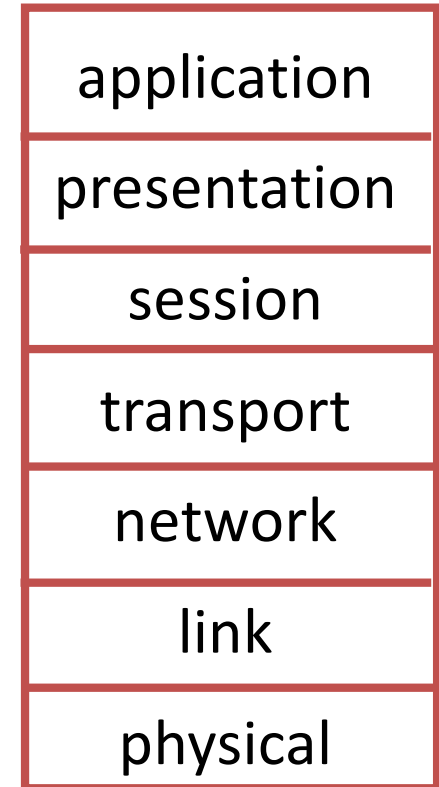 application
presentation
session
transport
network
link
physical